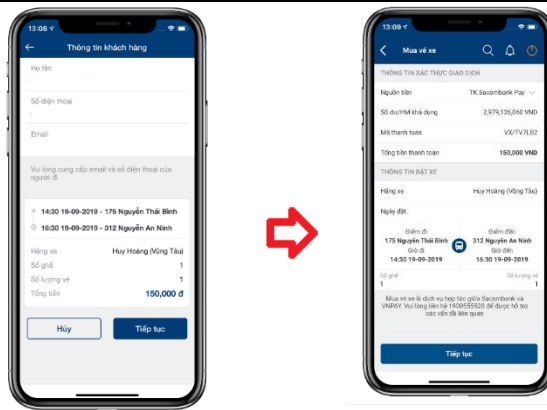 13:08
Thông tin khách hàng
Họ tên
Số điện thoại
Email
Vui lòng cung cấp email và số điện thoại của
người đi
14:30 19-09-2019 - 175 Nguyễn Thái Bình
16:30 19-09-2019 - 312 Nguyễn An Ninh
Hãng xe Huy Hoàng (Vũng Tàu)
Số ghế 1
Số lượng vé 1
Tổng tiền 150,000 đ
Hủy Tiếp tục
13:09
Mua vé xe
THÔNG TIN XÁC THỰC GIAO DỊCH
Nguồn tiền TK Sacombank Pay
Số dư/HM khả dụng 2,979,126,060 VND
Mã thanh toán VX/TV7LB2
Tổng tiền thanh toán 150,000 VND
THÔNG TIN ĐẶT XE
Hãng xe Huy Hoàng (Vũng Tàu)
Ngày đặt
Điểm đi Điểm đến
175 Nguyễn Thái Bình 312 Nguyễn An Ninh
Giờ đi Giờ đến
14:30 19-09-2019 16:30 19-09-2019
Số ghế Số lượng vé
1 1
Mua vé xe là dịch vụ hợp tác giữa Sacombank và
VNPAY. Vui lòng liên hệ 1900555520 để được hỗ trợ
các vấn đề liên quan
Tiếp tục